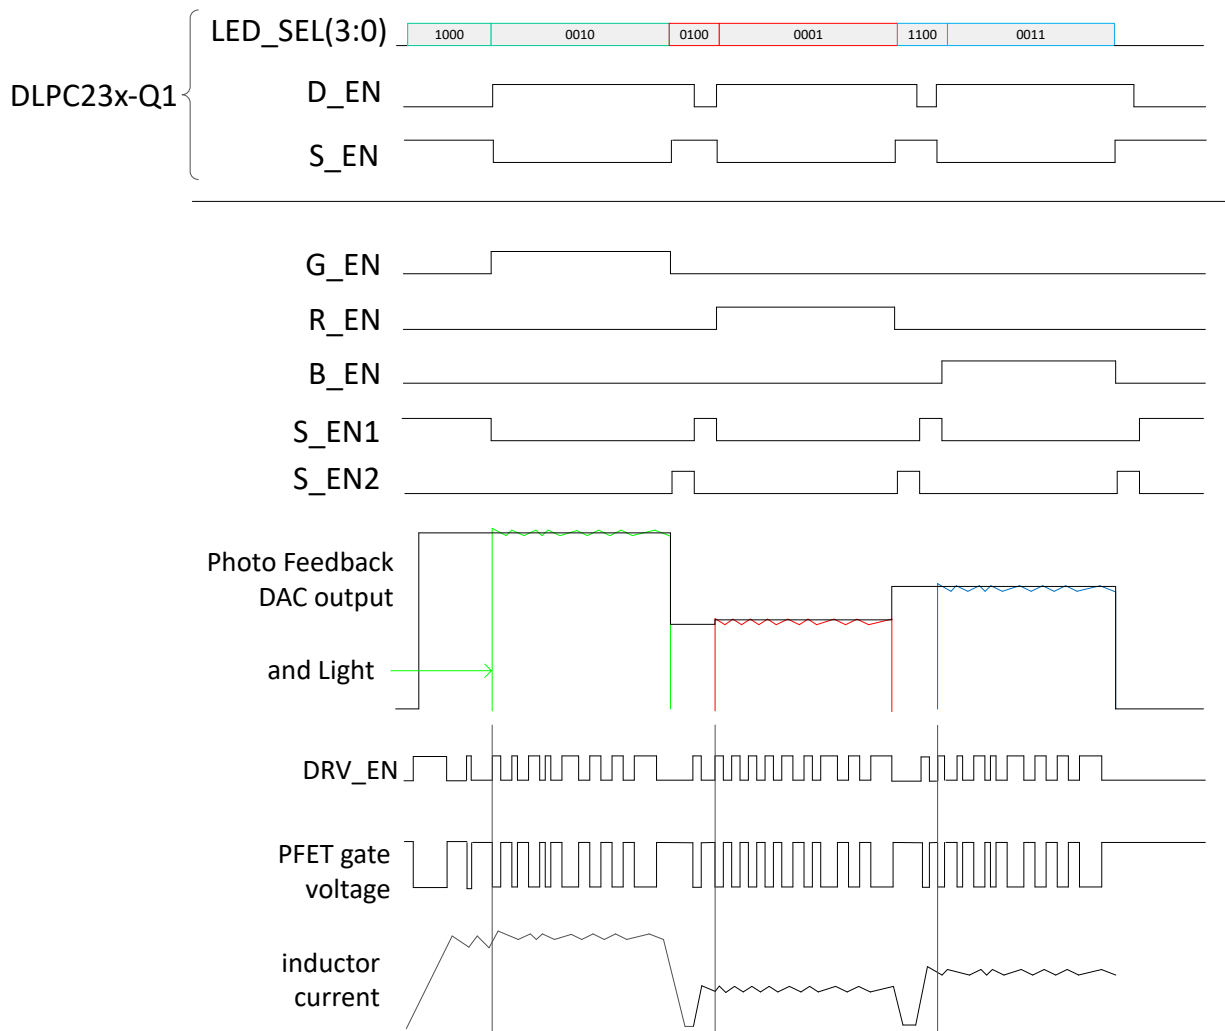 LED_SEL(3:0)
1000 0010 0100 0001 1100 0011
DLPC23x-Q1
D_EN
S_EN
G_EN
R_EN
B_EN
S_EN1
S_EN2
Photo Feedback
DAC output
and Light
DRV_EN
PFET gate
voltage
inductor
current